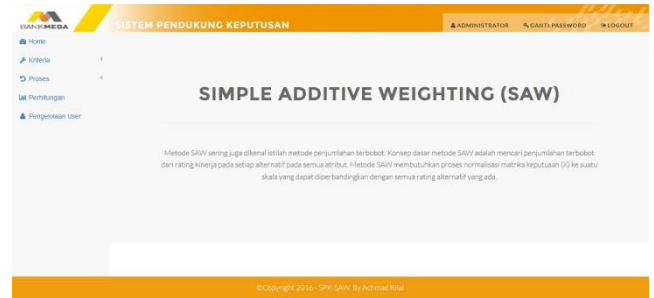 BANKMEGA
SISTEM PENDUKUNG KEPUTUSAN
ADMINISTRATOR
GANTI PASSWORD
LOGOUT
Home
Kriteria
Proses
Perhitungan
Pengelolaan User
SIMPLE ADDITIVE WEIGHTING (SAW)
Metode SAW sering juga dikenal istilah metode penjumlahan terbobot. Konsep dasar metode SAW adalah mencari penjumlahan terbobot
dari rating kinerja pada setiap alternatif pada semua atribut. Metode SAW membutuhkan proses normalisasi matriks keputusan (X) ke suatu
skala yang dapat diperbandingkan dengan semua rating alternatif yang ada.
©Copyright 2016 - SPK-SAW. By Achmad Rifai